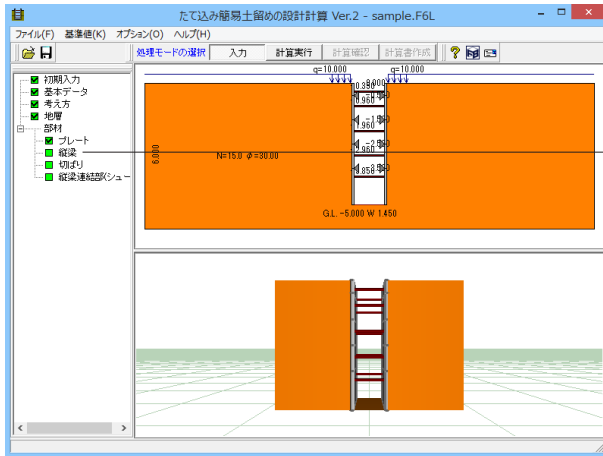 たて込み簡易土留めの設計計算 Ver.2 - sample.F6L
ファイル(F) 基準値(K) オプション(O) ヘルプ(H)
処理モードの選択 入力 計算実行 計算確認 計算書作成
初期入力
基本データ
考え方
地層
部材
プレート
縦梁
切ばり
縦梁連結部(シュー
q=10.000 q=10.000
6.000
N=15.0 φ=30.00
G.L. -5.000 W 1.450